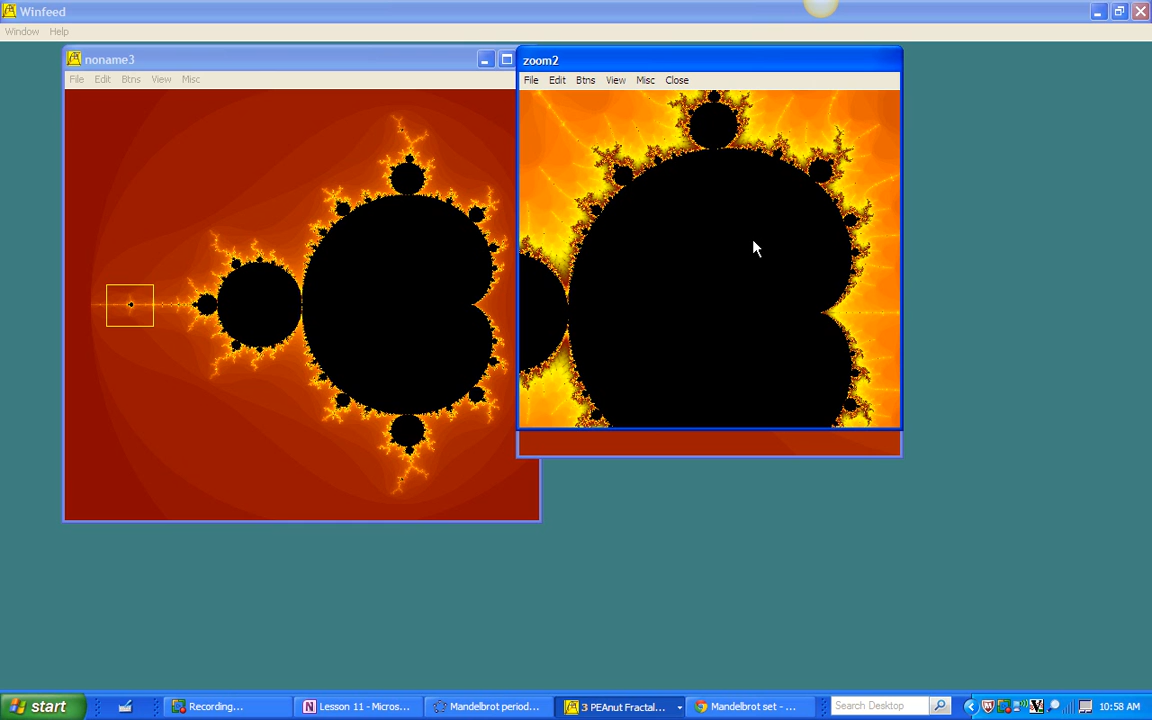 Winfeed
Window Help
noneme3
File Edit Btns View Misc
zoom2
File Edit Btns View Misc Close
start
Recording...
Lesson 11 - Micros...
Mandelbrot period...
3 PEAnut Fractal...
Mandelbrot set - ...
Search Desktop
10:58 AM